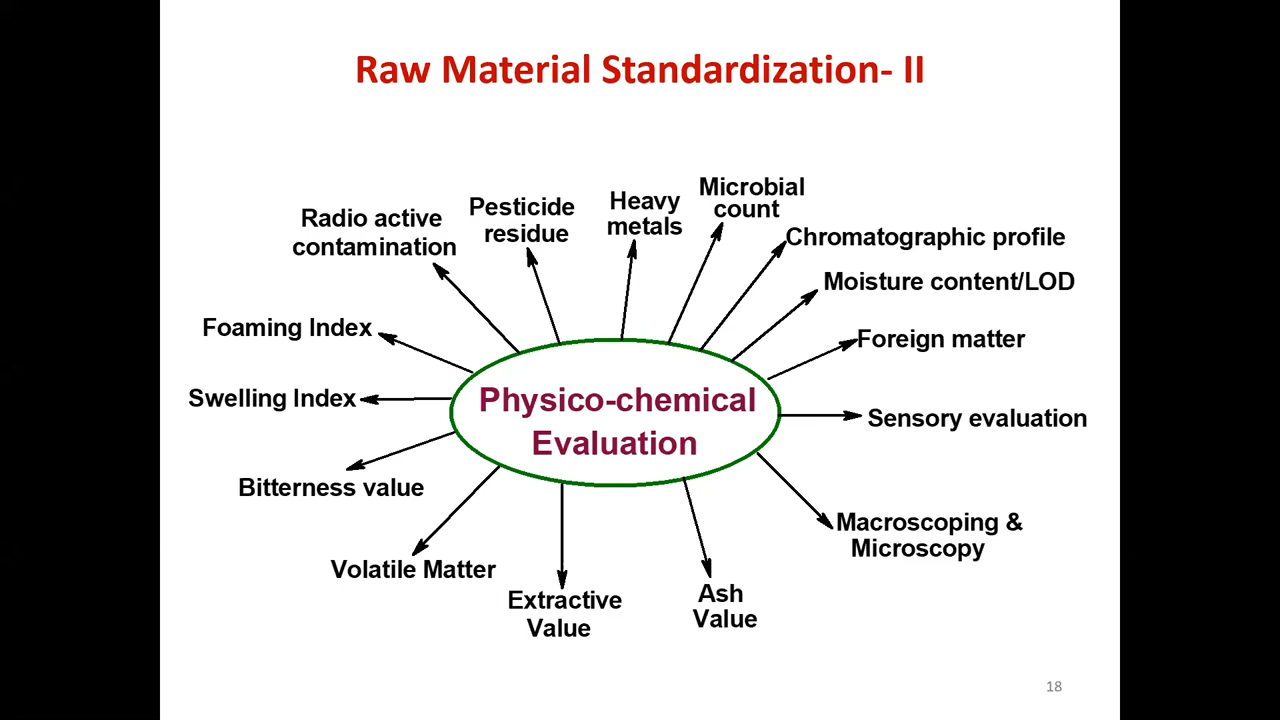 Raw Material Standardization- II
Microbial
count
Heavy
metals
Pesticide
residue
Radio active
contamination
Chromatographic profile
Moisture content/LOD
Foaming Index
Foreign matter
Swelling Index
Physico-chemical
Evaluation
Sensory evaluation
Bitterness value
Macroscoping &
Microscopy
Volatile Matter
Extractive
Value
Ash
Value
18